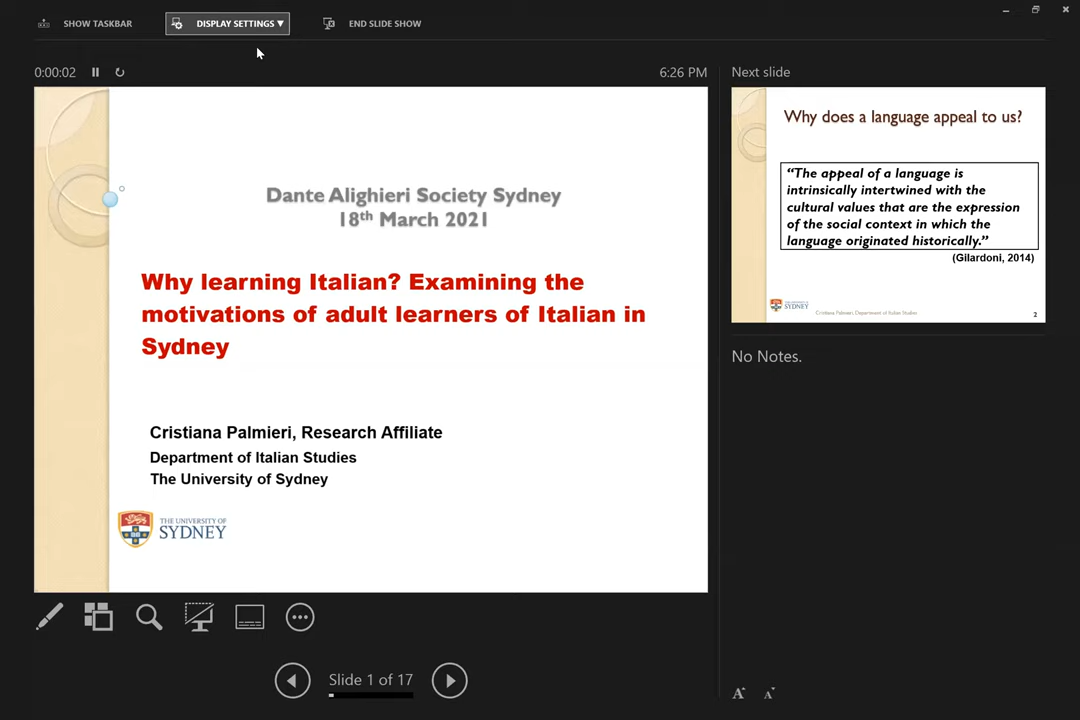 SHOW TASKBAR
DISPLAY SETTINGS ▼
END SLIDE SHOW
0:00:02
6:26 PM
Next slide
Dante Alighieri Society Sydney
18th March 2021
Why learning Italian? Examining the
motivations of adult learners of Italian in
Sydney
Cristiana Palmieri, Research Affiliate
Department of Italian Studies
The University of Sydney
THE UNIVERSITY OF
SYDNEY
Why does a language appeal to us?
“The appeal of a language is
intrinsically intertwined with the
cultural values that are the expression
of the social context in which the
language originated historically.”
(Gilardoni, 2014)
THE UNIVERSITY OF
SYDNEY
Cristiana Palmieri, Department of Italian Studies
2
No Notes.
Slide 1 of 17
A
A